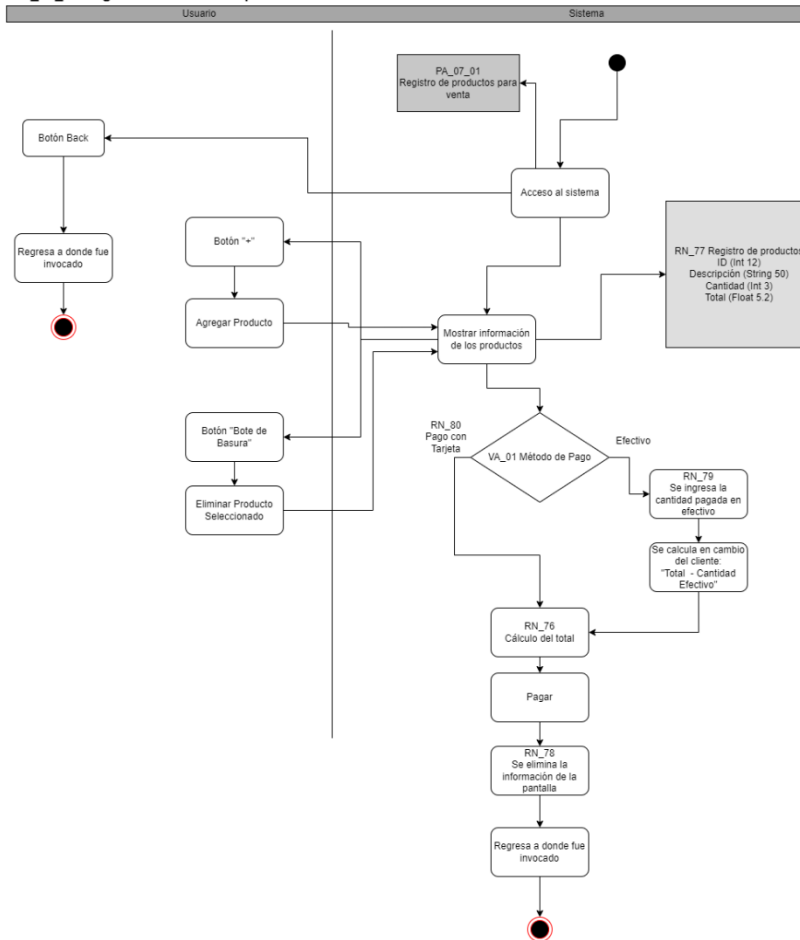 Usuario
Sistema
PA_07_01
Registro de productos para
venta
Botón Back
Acceso al sistema
Regresa a donde fue
invocado
Botón "+"
RN_77 Registro de productos
ID (Int 12)
Descripción (String 50)
Cantidad (Int 3)
Total (Float 5.2)
Agregar Producto
Mostrar información
de los productos
Botón "Bote de
Basura"
RN_80
Pago con
Tarjeta
VA_01 Método de Pago
Efectivo
RN_79
Se ingresa la
cantidad pagada en
efectivo
Eliminar Producto
Seleccionado
Se calcula en cambio
del cliente:
"Total - Cantidad
Efectivo"
RN_76
Cálculo del total
Pagar
RN_78
Se elimina la
información de la
pantalla
Regresa a donde fue
invocado